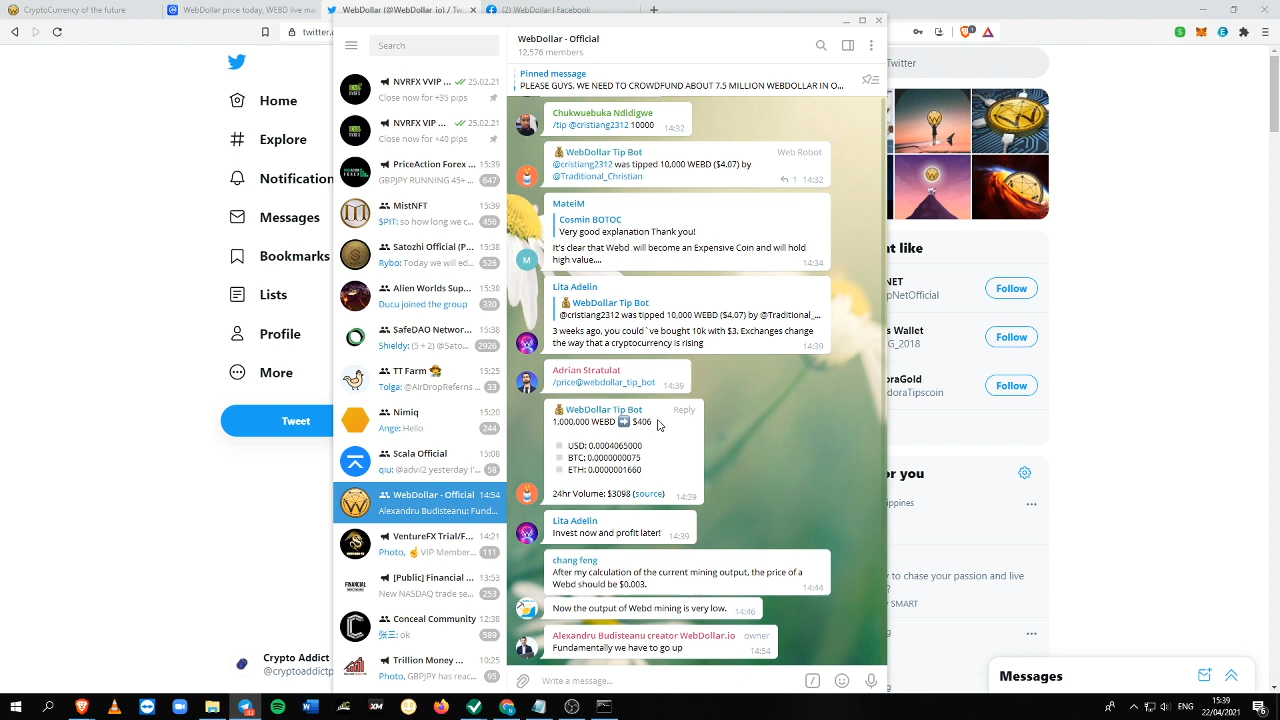 CryptoCurrency of the future
WebDollar price today, WEBD to U
WebDollar.io) /
(2
twitter.c
WebDollar - Official
12,576 members
Search
Twitter
Pinned message
PLEASE GUYS, WE NEED TO CROWDFUND ABOUT 7.5 MILLION WEBDOLLAR IN O...
Home
Explore
Notification
Messages
Bookmarks
Lists
Profile
More
Tweet
Crypto Addict
@cryptoaddictp
NVRFX VVIP ... 25.02.21
Close now for +35 pips
NVRFX VIP ... 25.02.21
Close now for +40 pips
PriceAction Forex ... 15:39
GBPJPY RUNNING 45+ ... 647
MistNFT 15:39
$PIT: so how long we c... 456
Satozhi Official (P... 15:38
Rybo: Today we will ed... 526
Alien Worlds Sup... 15:38
Ducu joined the group 330
SafeDAO Networ... 15:38
Shieldy: (5 + 2) @Sato... 2926
TT Farm 15:25
Tolga: @AirDropReferns ... 33
Nimiq 15:20
Ange: Hello 244
Scala Official 15:08
qiu: @advil2 yesterday I'... 58
WebDollar - Official 14:54
Alexandru Budisteanu: Fund...
VentureFX Trial/F... 14:21
Photo, ☝ VIP Member... 111
[Public] Financial ... 13:53
New NASDAQ trade se... 253
Conceal Community 12:38
张三: ok 589
Trillion Money ... 10:25
Photo, GBPJPY has reac... 95
Chukwuebuka Ndidigwe
/tip @cristiang2312 10000 14:32
WebDollar Tip Bot Web Robot
@cristiang2312 was tipped 10,000 WEBD ($4.07) by
@Traditional_Christian 1 14:32
MateiM
Cosmin BOTOC
Very good explanation Thank you!
It's clear that Webd will become an Expensive Coin and will hold
high value.... 14:34
M
Lita Adelin
WebDollar Tip Bot
@cristiang2312 was tipped 10,000 WEBD ($4.07) by @Traditional_...
3 weeks ago, you could`ve bought 10k with $3. Exchanges change
the way that a cryptocurrency is rising 14:39
Adrian Stratulat
/price@webdollar_tip_bot 14:39
WebDollar Tip Bot Reply
1,000,000 WEBD ➡ $406
USD: 0.0004065000
BTC: 0.0000000075
ETH: 0.0000001660
24hr Volume: $3098 (source) 14:39
Lita Adelin
Invest now and profit later! 14:39
chang feng
After my calculation of the current mining output, the price of a
Webd should be $0.003. 14:44
Now the output of Webd mining is very low. 14:46
Alexandru Budisteanu creator WebDollar.io owner
Fundamentally we have to go up 14:54
Write a message...
nt like
NET
pNetOfficial
Follow
s Wallet
G_2018
Follow
oraGold
doraTipscoin
Follow
or you
ippines
y to chase your passion and live
?
SMART
Messages
ENG
15:39
22/04/2021